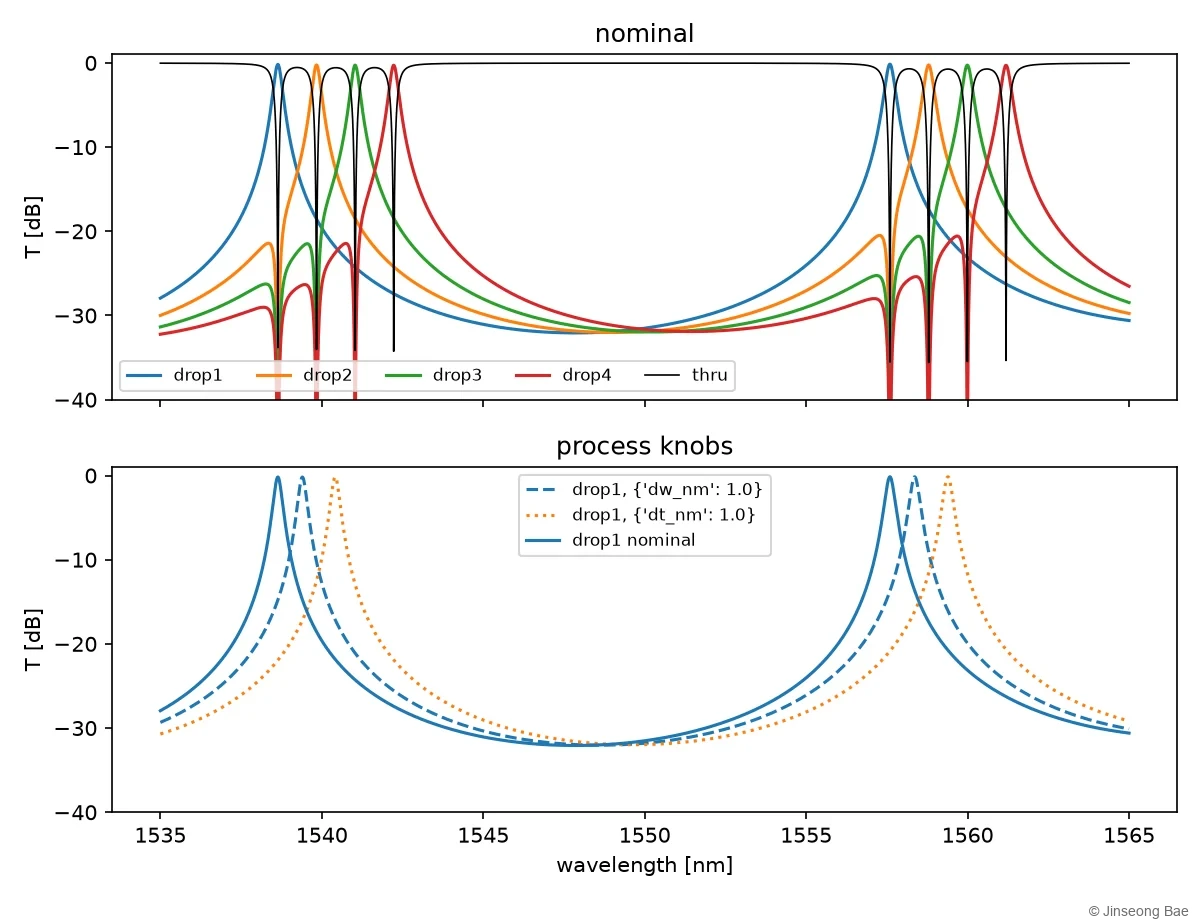 nominal
0
−10
−20
−30
−40
T [dB]
drop1 drop2 drop3 drop4 thru
process knobs
0
−10
−20
−30
−40
T [dB]
drop1, {'dw_nm': 1.0}
drop1, {'dt_nm': 1.0}
drop1 nominal
1535 1540 1545 1550 1555 1560 1565
wavelength [nm]
© Jinseong Bae